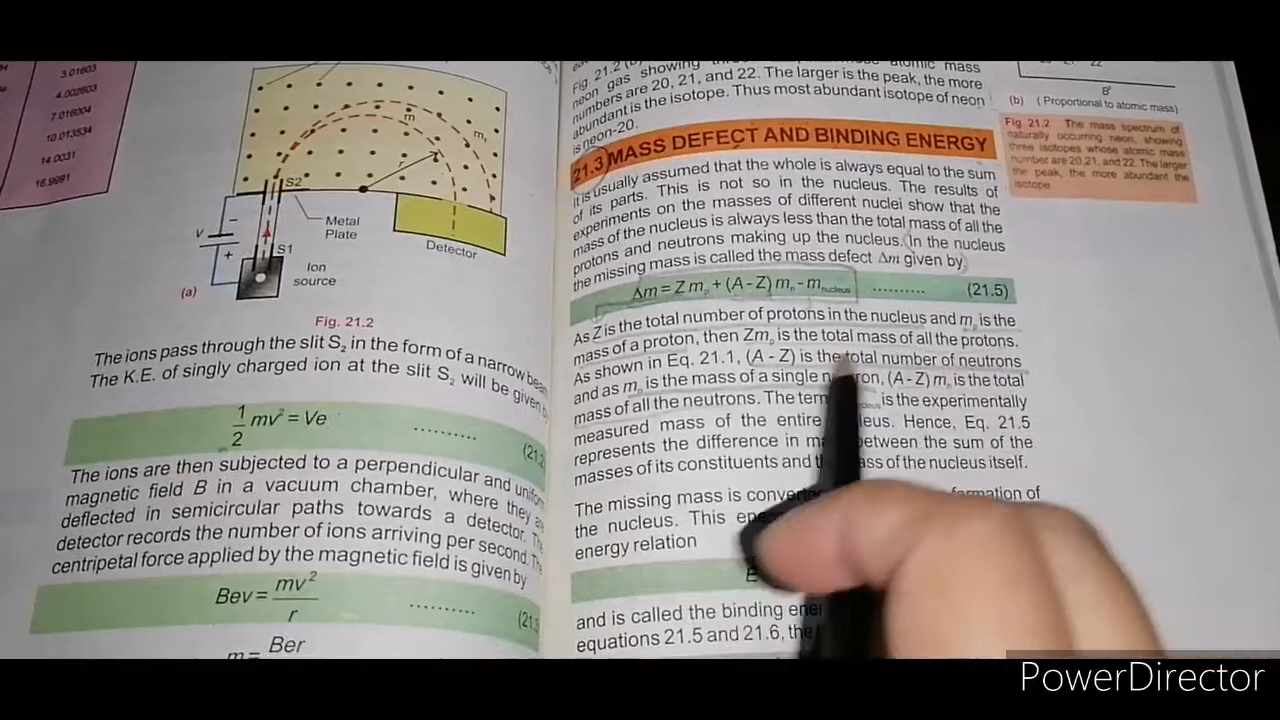 3.01603
4.002603
7.016004
10.013534
14.0031
16.9991
m
m,
S2
Metal
Plate
V
S1
Ion
source
Detector
(a)
Fig. 21.2
The ions pass through the slit S2 in the form of a narrow
The K.E. of singly charged ion at the slit S2 will be given
1/2 mv² = Ve ..........
The ions are then subjected to a perpendicular and
magnetic field B in a vacuum chamber, where they
deflected in semicircular paths towards a detector.
detector records the number of ions arriving per second.
centripetal force applied by the magnetic field is given by
Bev = mv²/r ..........
m = Ber
Fig. 21.2
neon gas showing atomic mass
numbers are 20, 21, and 22. The larger is the peak, the more
abundant is the isotope. Thus most abundant isotope of neon
is neon-20.
21.3 MASS DEFECT AND BINDING ENERGY
It is usually assumed that the whole is always equal to the sum
of its parts. This is not so in the nucleus. The results of
experiments on the masses of different nuclei show that the
mass of the nucleus is always less than the total mass of all the
protons and neutrons making up the nucleus. In the nucleus
the missing mass is called the mass defect Δm given by
Δm = Z mp + (A - Z) mn - mnucleus .......... (21.5)
As Z is the total number of protons in the nucleus and mp is the
mass of a proton, then Zmp is the total mass of all the protons.
As shown in Eq. 21.1, (A - Z) is the total number of neutrons
and as mn is the mass of a single (A - Z) mn is the total
mass of all the neutrons. The is the experimentally
measured mass of the entire Hence, Eq. 21.5
represents the difference in between the sum of the
masses of its constituents and of the nucleus itself.
The missing mass is formation of
the nucleus. This
energy relation
E
and is called the binding
equations 21.5 and 21.6,
22
B²
(b) (Proportional to atomic mass)
Fig 21.2 The mass spectrum of
naturally occurring neon, showing
three isotopes whose atomic mass
number are 20,21, and 22. The larger
the peak, the more abundant the
isotope
PowerDirector